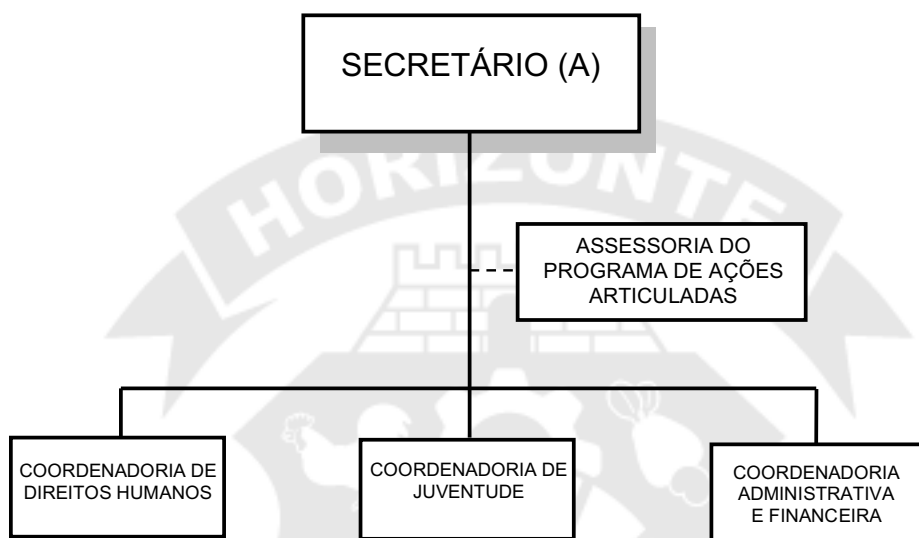 SECRETÁRIO (A)
HORIZONTE
ASSESSORIA DO
PROGRAMA DE AÇÕES
ARTICULADAS
COORDENADORIA DE
DIREITOS HUMANOS
COORDENADORIA DE
JUVENTUDE
COORDENADORIA
ADMINISTRATIVA
E FINANCEIRA